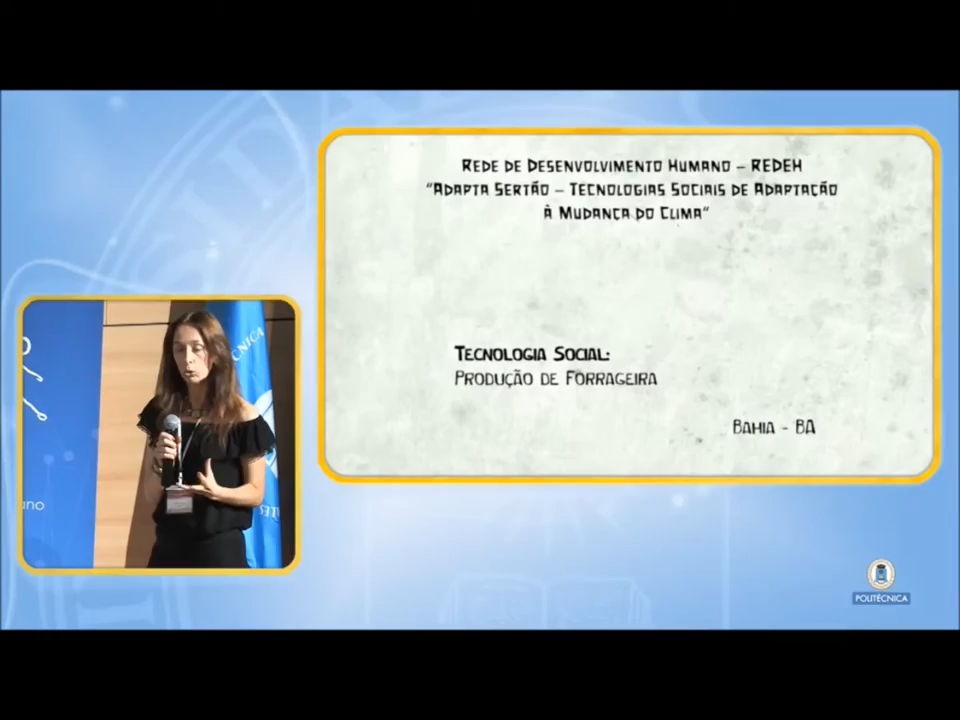 REDE DE DESENVOLVIMENTO HUMANO – REDEH
“ADAPTA SERTÃO – TECNOLOGIAS SOCIAIS DE ADAPTAÇÃO
À MUDANÇA DO CLIMA”
TECNOLOGIA SOCIAL:
PRODUÇÃO DE FORRAGEIRA
BAHIA - BA
POLITÉCNICA